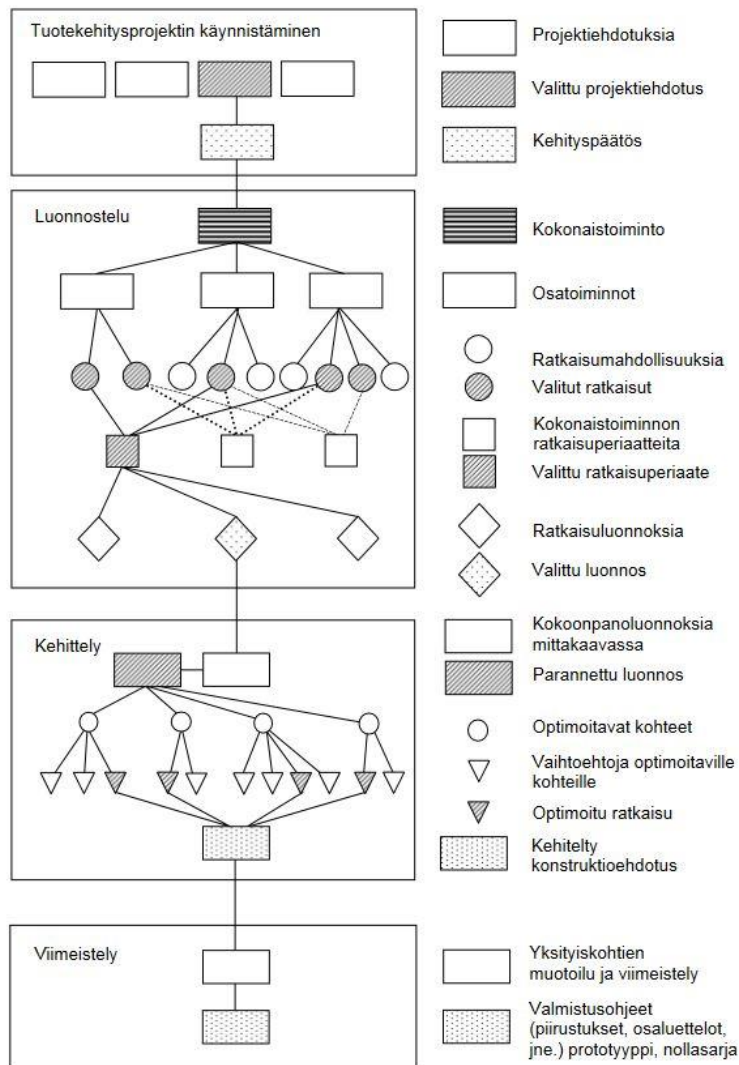 Tuotekehitysprojektin käynnistäminen
Projektiehdotuksia
Valittu projektiehdotus
Kehityspäätös
Luonnostelu
Kokonaistoiminto
Osatoiminnot
Ratkaisumahdollisuuksia
Valitut ratkaisut
Kokonaistoiminnon
ratkaisuperiaatteita
Valittu ratkaisuperiaate
Ratkaisuluonnoksia
Valittu luonnos
Kehittely
Kokoonpanoluonnoksia
mittakaavassa
Parannettu luonnos
Optimoitavat kohteet
Vaihtoehtoja optimoitaville
kohteille
Optimoitu ratkaisu
Kehitelty
konstruktioehdotus
Viimeistely
Yksityiskohtien
muotoilu ja viimeistely
Valmistusohjeet
(piirustukset, osaluettelot,
jne.) prototyyppi, nollasarja